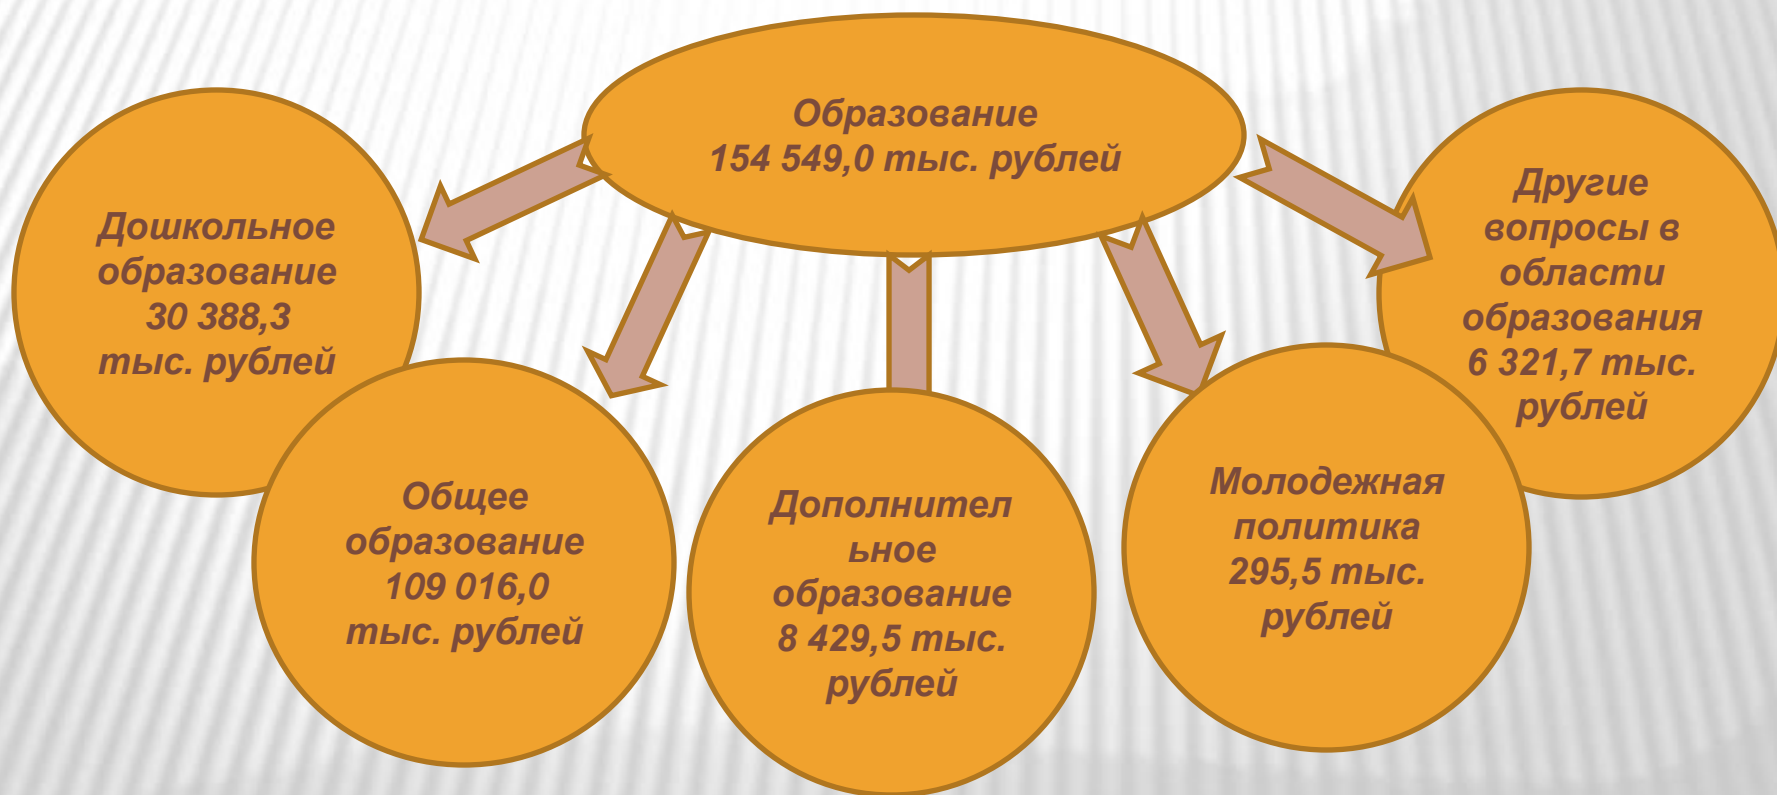 Образование
154 549,0 тыс. рублей
Дошкольное
образование
30 388,3
тыс. рублей
Общее
образование
109 016,0
тыс. рублей
Дополнител
ьное
образование
8 429,5 тыс.
рублей
Молодежная
политика
295,5 тыс.
рублей
Другие
вопросы в
области
образования
6 321,7 тыс.
рублей